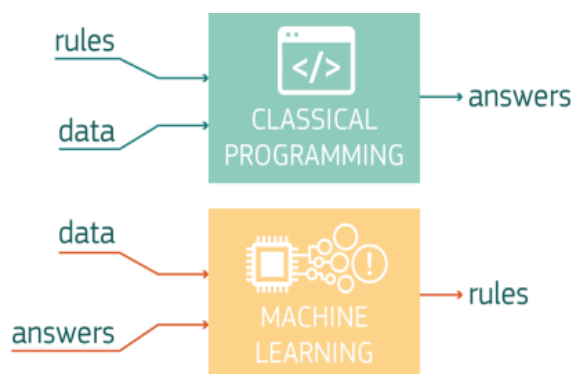 rules
data
</>
CLASSICAL
PROGRAMMING
answers
data
answers
!
MACHINE
LEARNING
rules